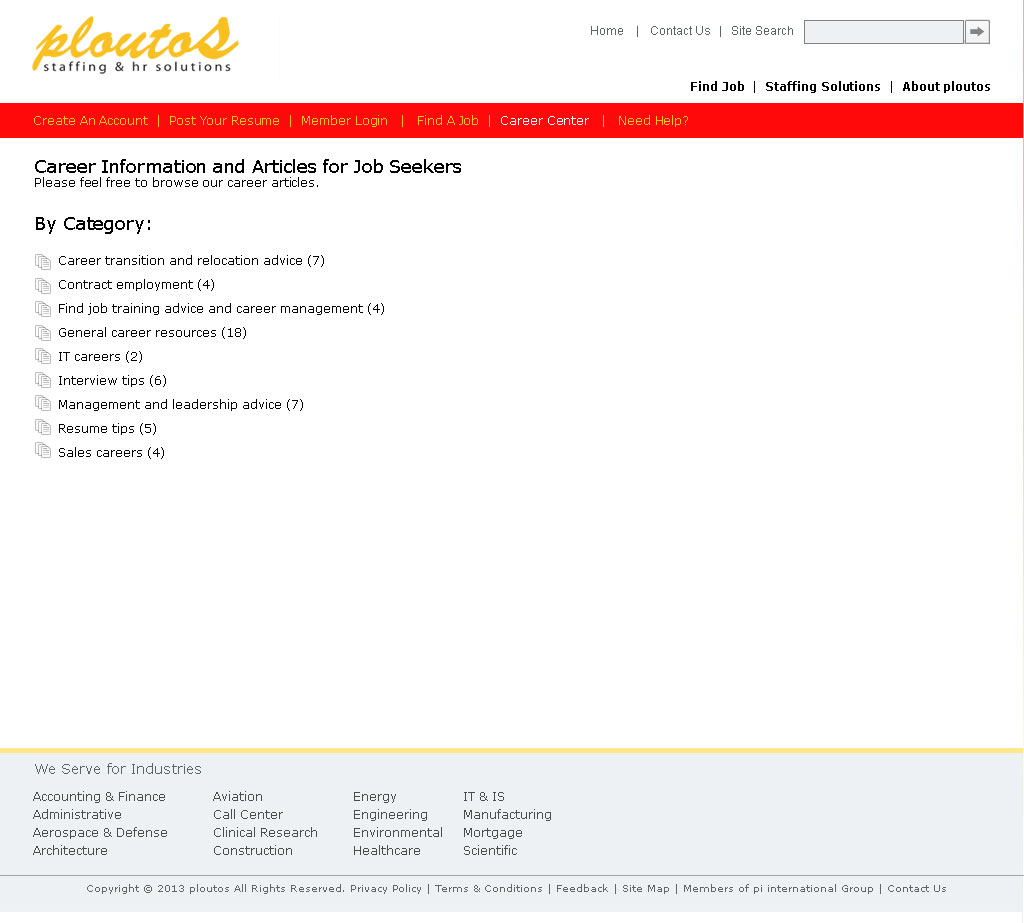 ploutos
staffing & hr solutions
Home | Contact Us | Site Search
Find Job | Staffing Solutions | About ploutos
Create An Account | Post Your Resume | Member Login | Find A Job | Career Center | Need Help?
Career Information and Articles for Job Seekers
Please feel free to browse our career articles.
By Category:
Career transition and relocation advice (7)
Contract employment (4)
Find job training advice and career management (4)
General career resources (18)
IT careers (2)
Interview tips (6)
Management and leadership advice (7)
Resume tips (5)
Sales careers (4)
We Serve for Industries
Accounting & Finance Aviation Energy IT & IS
Administrative Call Center Engineering Manufacturing
Aerospace & Defense Clinical Research Environmental Mortgage
Architecture Construction Healthcare Scientific
Copyright © 2013 ploutos All Rights Reserved. Privacy Policy | Terms & Conditions | Feedback | Site Map | Members of pi international Group | Contact Us